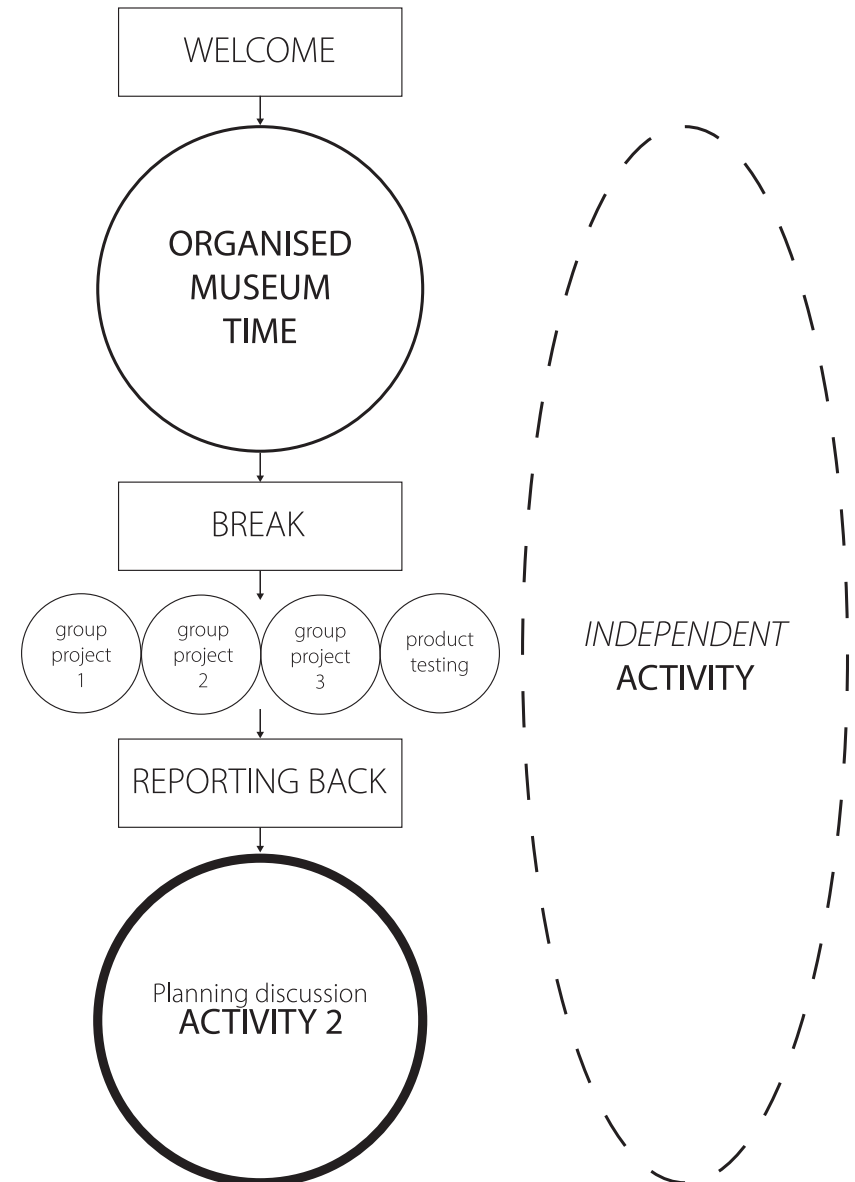 WELCOME
ORGANISED
MUSEUM
TIME
BREAK
group
project
1
group
project
2
group
project
3
product
testing
INDEPENDENT
ACTIVITY
REPORTING BACK
Planning discussion
ACTIVITY 2